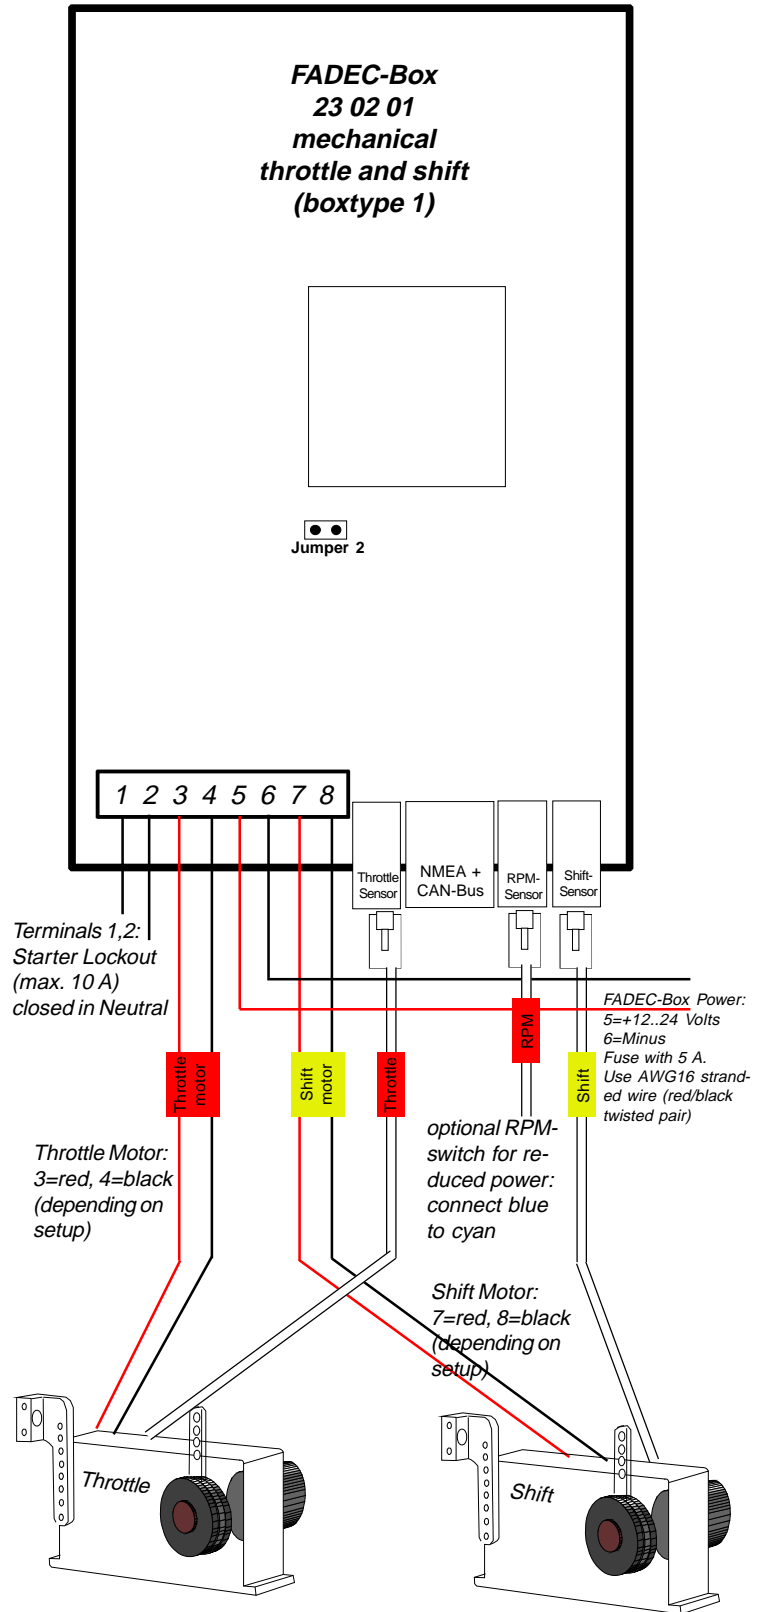 FADEC-Box
23 02 01
mechanical
throttle and shift
(boxtype 1)
Jumper 2
1 2 3 4 5 6 7 8
Throttle
Sensor
NMEA +
CAN-Bus
RPM-
Sensor
Shift-
Sensor
Terminals 1,2:
Starter Lockout
(max. 10 A)
closed in Neutral
FADEC-Box Power:
5=+12..24 Volts
6=Minus
Fuse with 5 A.
Use AWG16 strand-
ed wire (red/black
twisted pair)
Throttle
motor
Shift
motor
Throttle
RPM
Shift
Throttle Motor:
3=red, 4=black
(depending on
setup)
optional RPM-
switch for re-
duced power:
connect blue
to cyan
Shift Motor:
7=red, 8=black
(depending on
setup)
Throttle
Shift